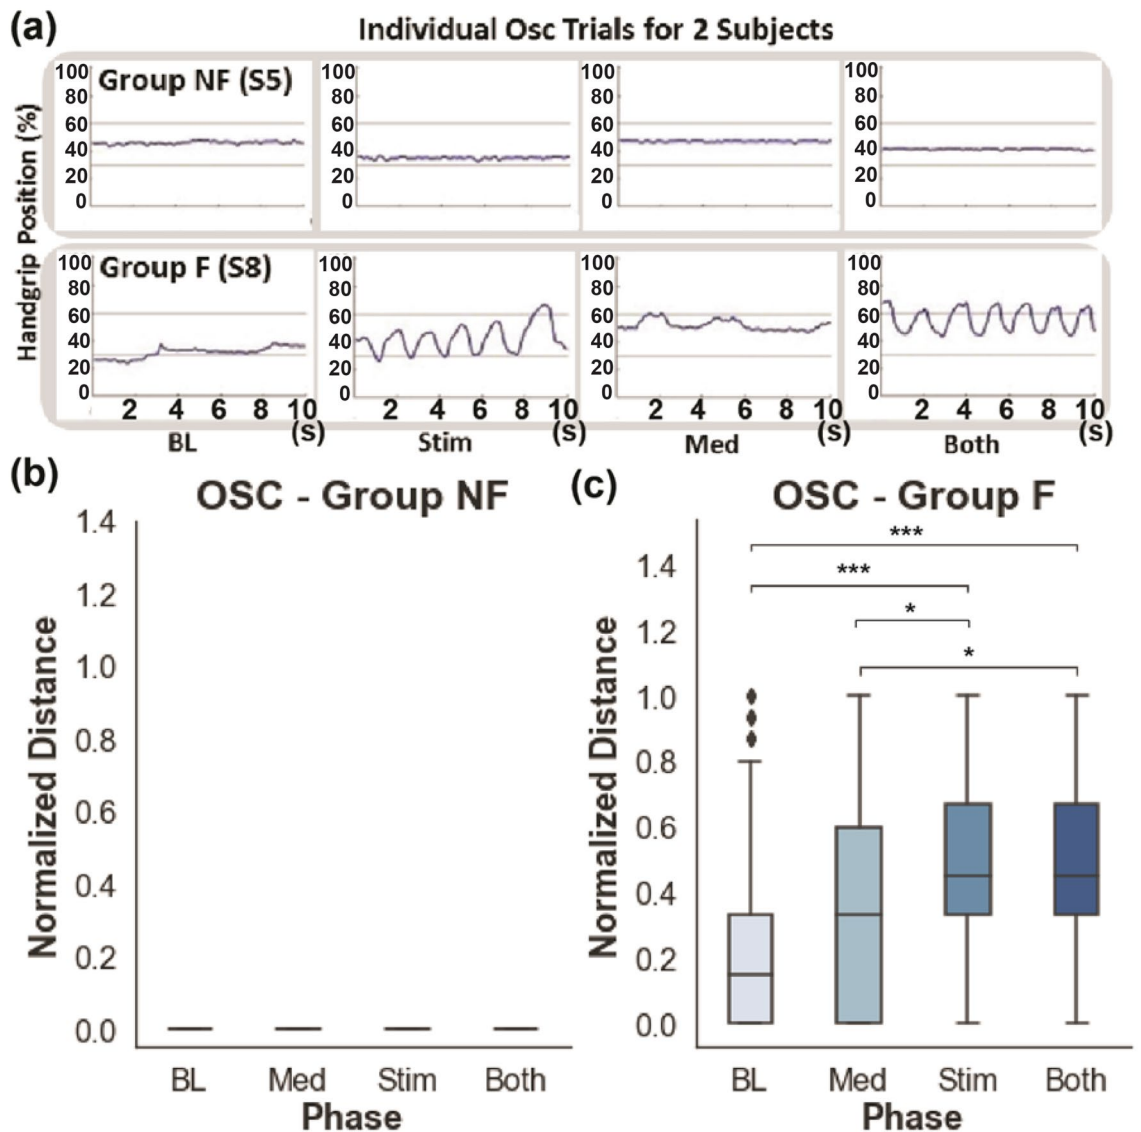 (a)
Individual Osc Trials for 2 Subjects
Handgrip Position (%)
Group NF (S5)
100 100 100 100
80 80 80 80
60 60 60 60
40 40 40 40
20 20 20 20
0 0 0 0
Group F (S8)
100 100 100 100
80 80 80 80
60 60 60 60
40 40 40 40
20 20 20 20
0 0 0 0
2 4 6 8 10 2 4 6 8 10 2 4 6 8 10 2 4 6 8 10
(s) (s) (s) (s)
BL Stim Med Both
(b)
OSC - Group NF
Normalized Distance
1.4
1.2
1.0
0.8
0.6
0.4
0.2
0.0
BL Med Stim Both
Phase
(c)
OSC - Group F
Normalized Distance
1.4
1.2
1.0
0.8
0.6
0.4
0.2
0.0
***
***
*
*
BL Med Stim Both
Phase